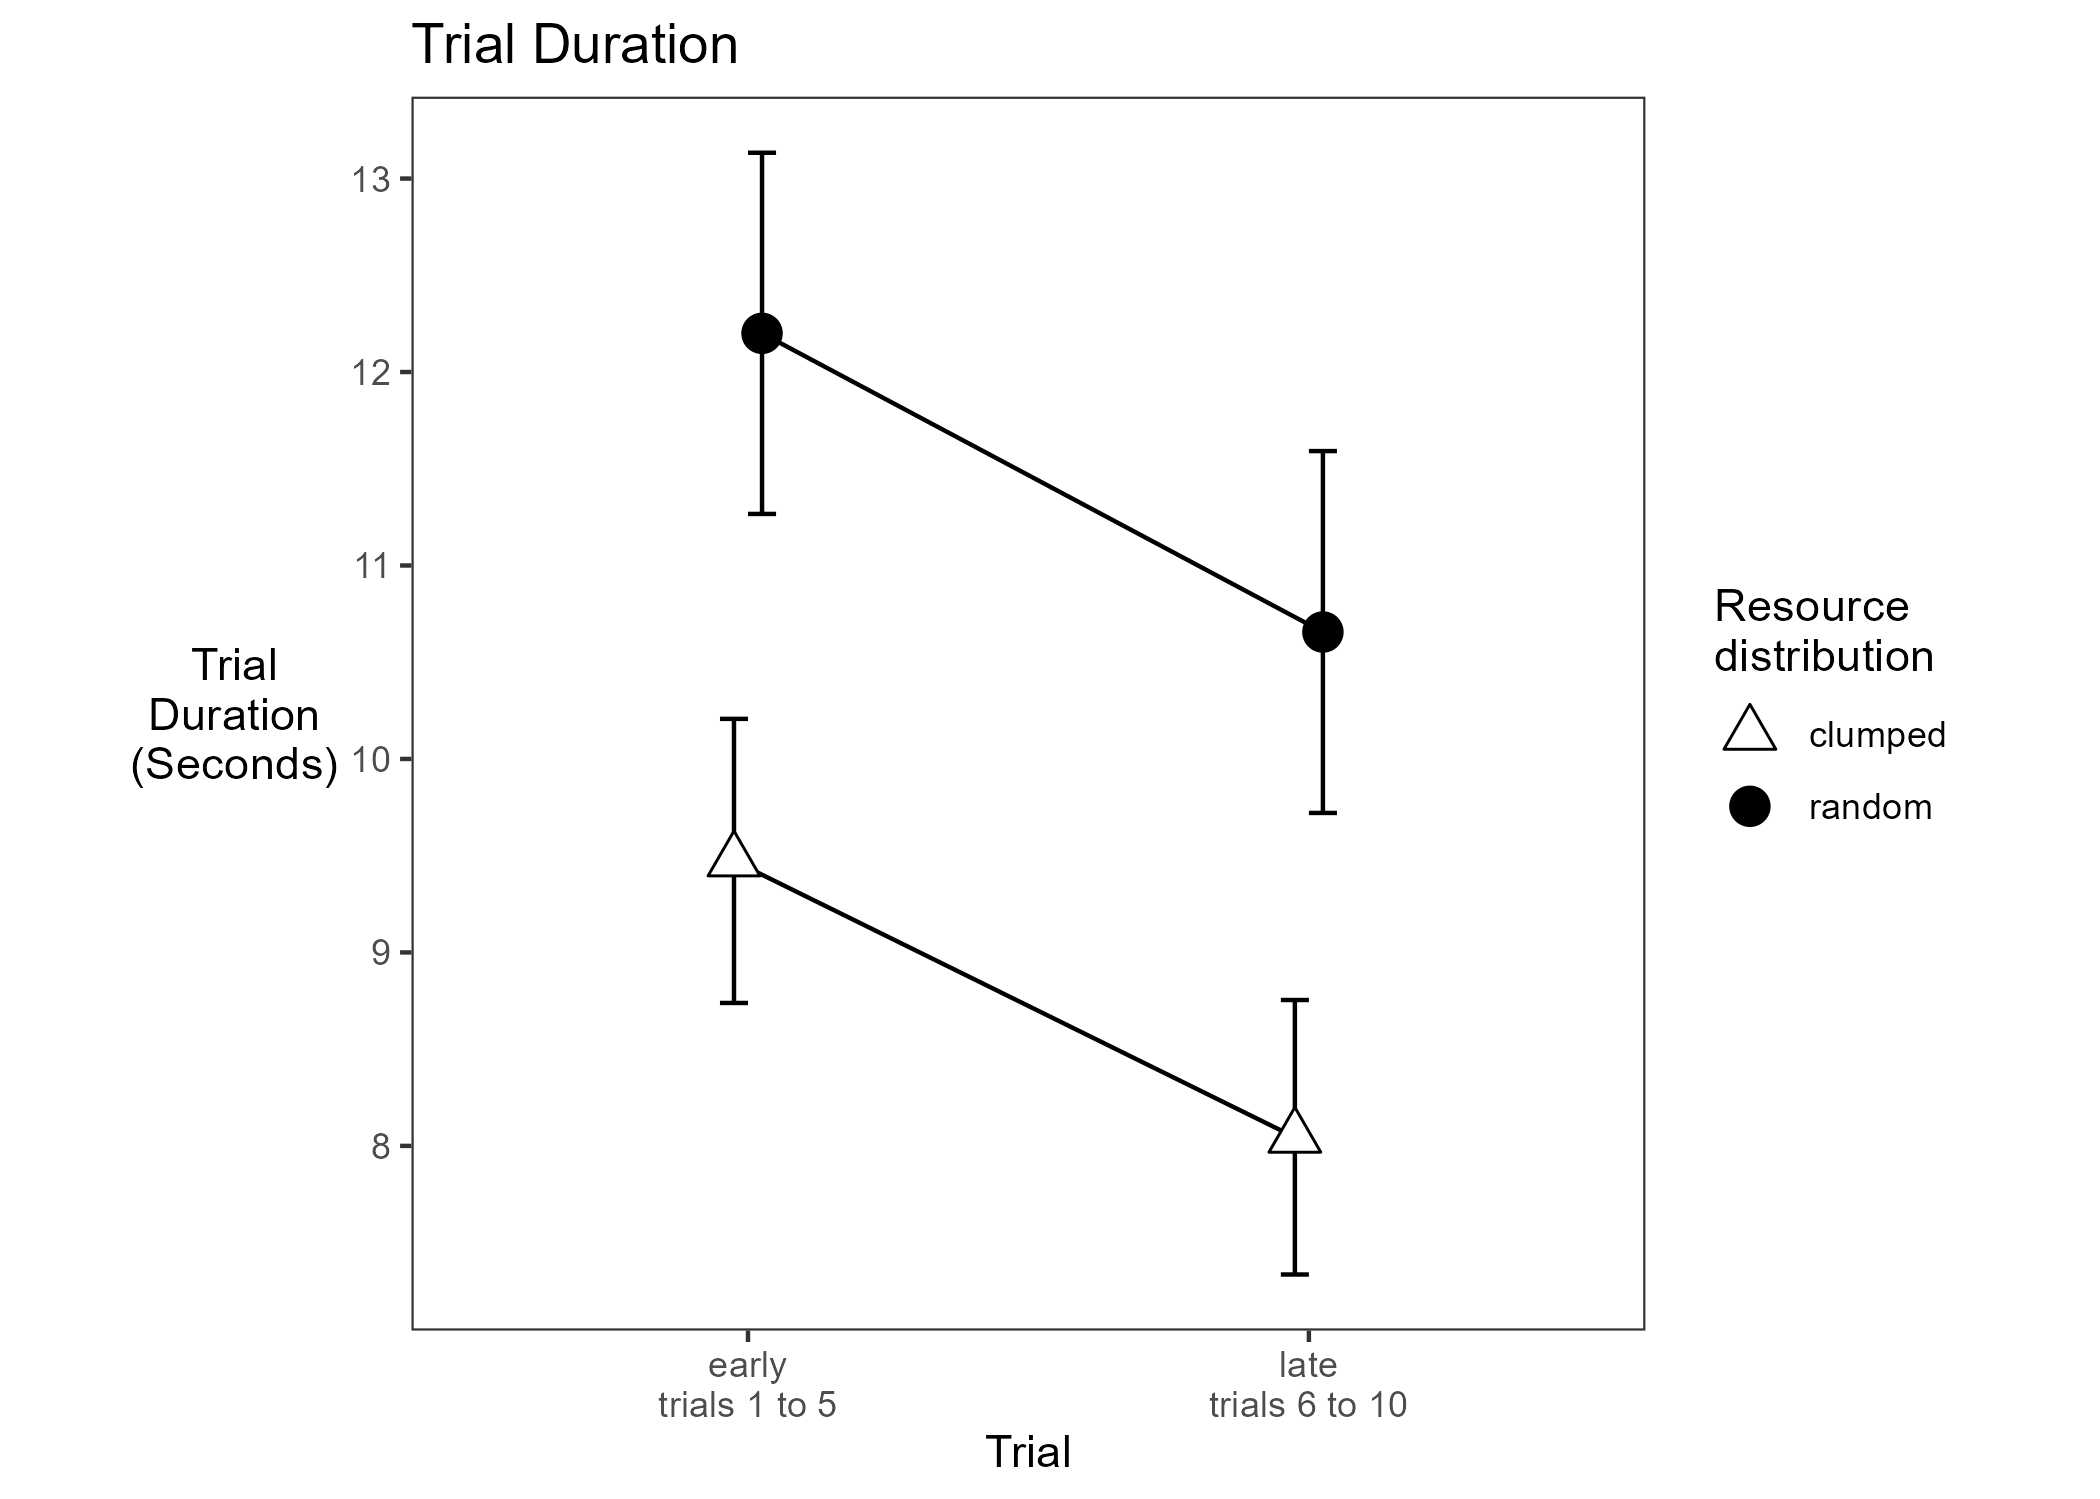 Trial Duration
13
12
11
10
9
8
Trial
Duration
(Seconds)
early
trials 1 to 5
late
trials 6 to 10
Trial
Resource
distribution
clumped
random